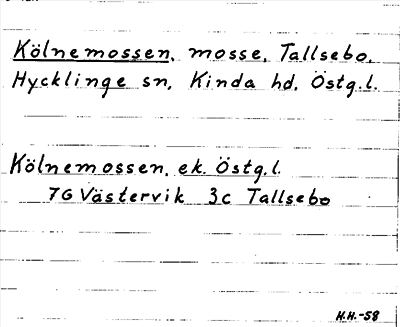 Kölnemossen, mosse, Tallsebo,
Hycklinge sn, Kinda hd, Östg.l.
Kölnemossen, ek. Östg.l.
7G Västervik 3c Tallsebo
H.H.-58